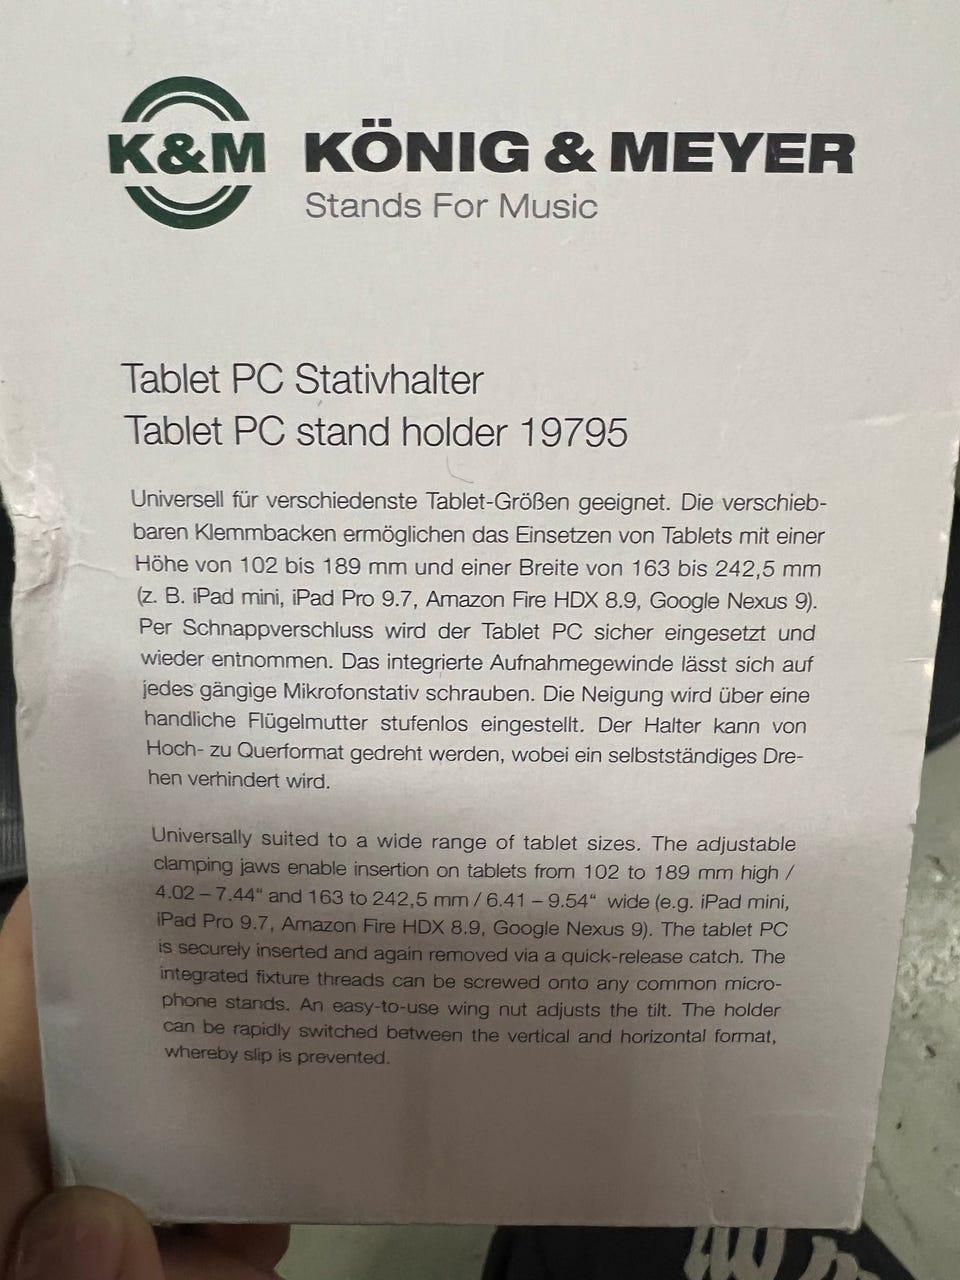 K&M KÖNIG & MEYER
Stands For Music
Tablet PC Stativhalter
Tablet PC stand holder 19795
Universell für verschiedenste Tablet-Größen geeignet. Die verschieb-
baren Klemmbacken ermöglichen das Einsetzen von Tablets mit einer
Höhe von 102 bis 189 mm und einer Breite von 163 bis 242,5 mm
(z. B. iPad mini, iPad Pro 9.7, Amazon Fire HDX 8.9, Google Nexus 9).
Per Schnappverschluss wird der Tablet PC sicher eingesetzt und
wieder entnommen. Das integrierte Aufnahmegewinde lässt sich auf
jedes gängige Mikrofonstativ schrauben. Die Neigung wird über eine
handliche Flügelmutter stufenlos eingestellt. Der Halter kann von
Hoch- zu Querformat gedreht werden, wobei ein selbstständiges Dre-
hen verhindert wird.
Universally suited to a wide range of tablet sizes. The adjustable
clamping jaws enable insertion on tablets from 102 to 189 mm high /
4.02 – 7.44“ and 163 to 242,5 mm / 6.41 – 9.54“ wide (e.g. iPad mini,
iPad Pro 9.7, Amazon Fire HDX 8.9, Google Nexus 9). The tablet PC
is securely inserted and again removed via a quick-release catch. The
integrated fixture threads can be screwed onto any common micro-
phone stands. An easy-to-use wing nut adjusts the tilt. The holder
can be rapidly switched between the vertical and horizontal format,
whereby slip is prevented.